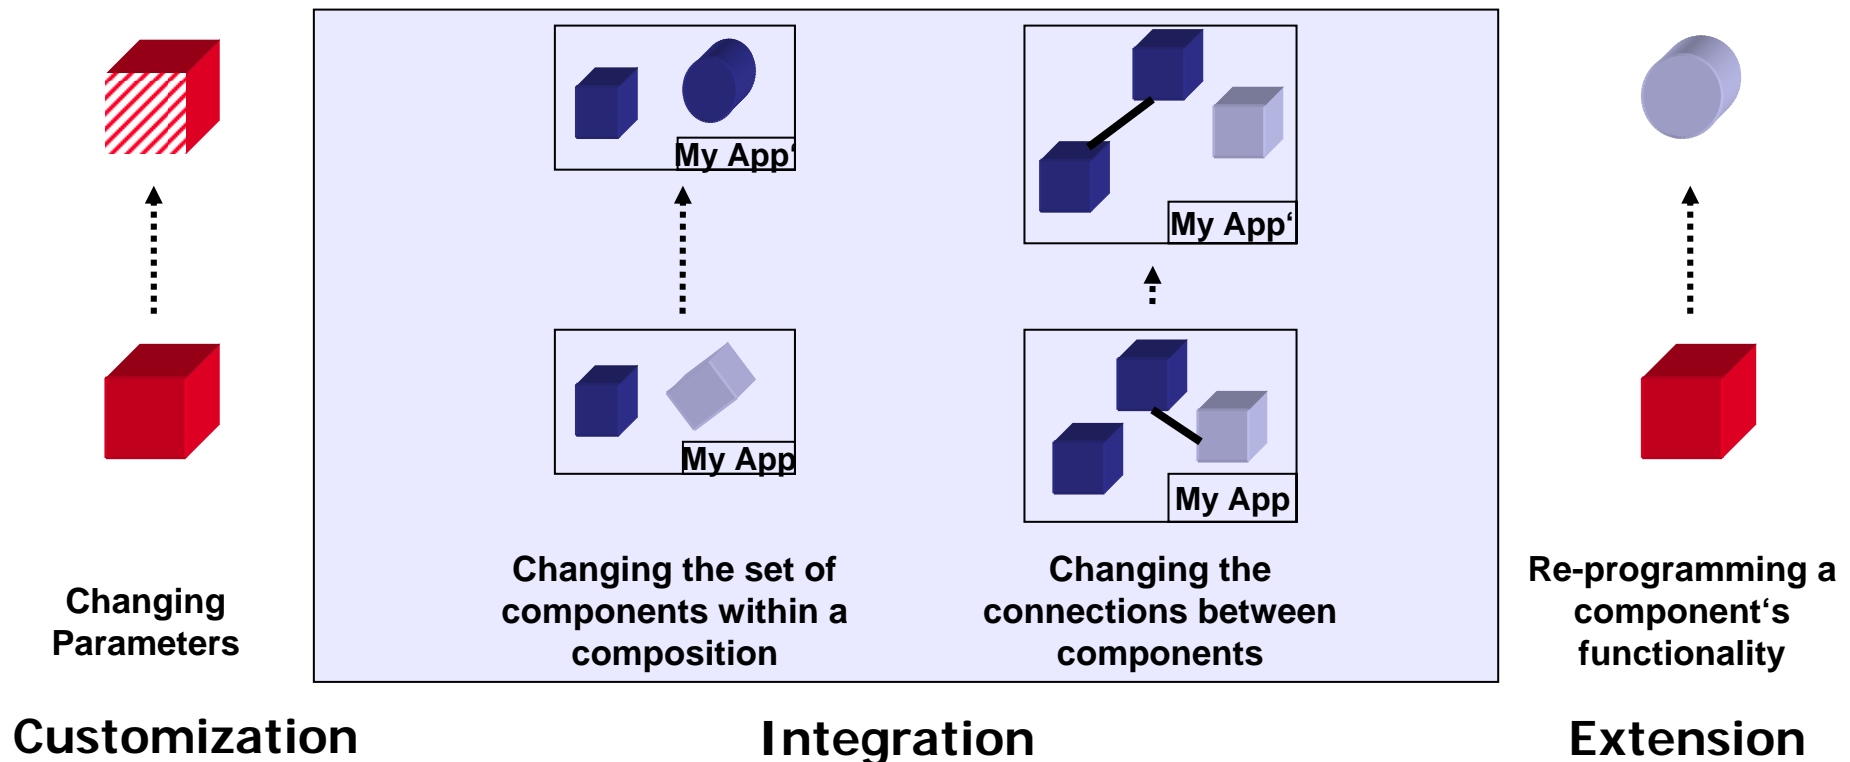 My App‘
My App‘
My App
My App
Changing
Parameters
Changing the set of
components within a
composition
Changing the
connections between
components
Re-programming a
component‘s
functionality
Customization
Integration
Extension